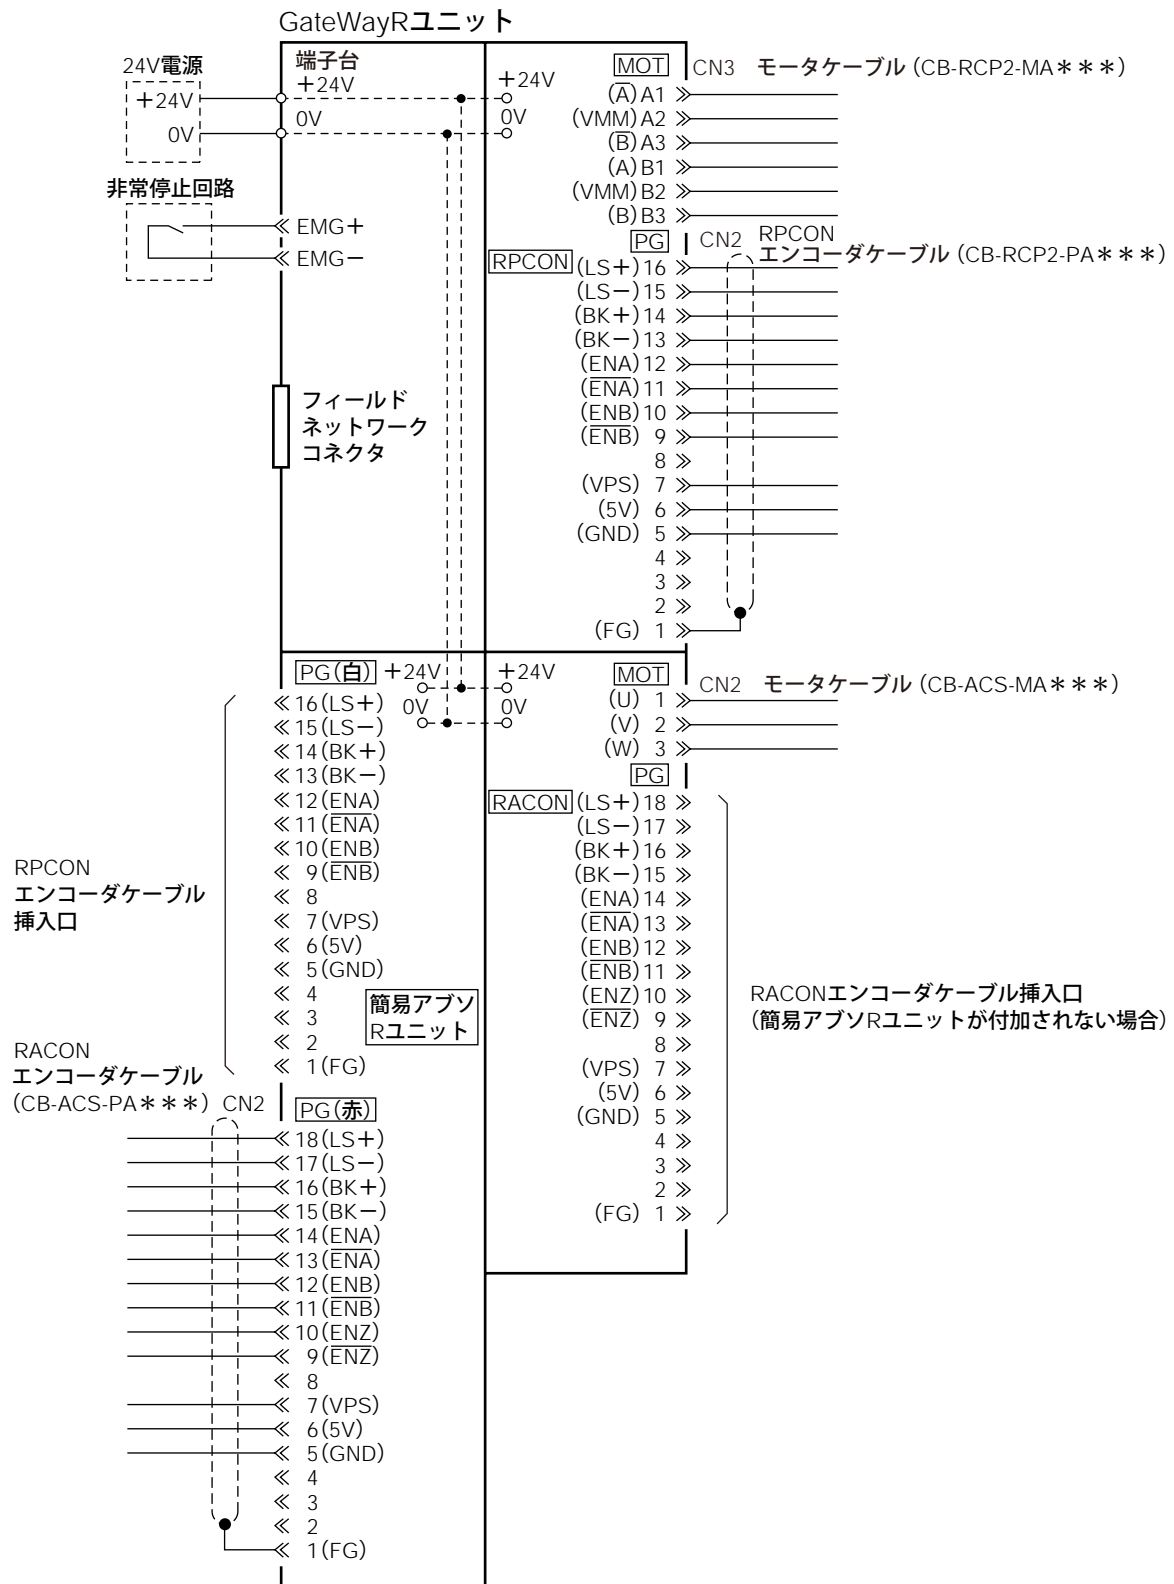 GateWayRユニット
24V電源
+24V
0V
端子台
+24V
0V
+24V
0V
非常停止回路
EMG+
EMG−
フィールド
ネットワーク
コネクタ
MOT
CN3 モータケーブル (CB-RCP2-MA＊＊＊)
(A̅) A1
(VMM) A2
(B̅) A3
(A) B1
(VMM) B2
(B) B3
PG
CN2 RPCON
エンコーダケーブル (CB-RCP2-PA＊＊＊)
RPCON
(LS+) 16
(LS−) 15
(BK+) 14
(BK−) 13
(ENA) 12
(E̅N̅A̅) 11
(ENB) 10
(E̅N̅B̅) 9
8
(VPS) 7
(5V) 6
(GND) 5
4
3
2
(FG) 1
PG(白)
+24V
0V
+24V
0V
16(LS+)
15(LS−)
14(BK+)
13(BK−)
12(ENA)
11(E̅N̅A̅)
10(ENB)
9(E̅N̅B̅)
8
7(VPS)
6(5V)
5(GND)
4
3
2
1(FG)
RPCON
エンコーダケーブル
挿入口
簡易アブソ
Rユニット
MOT
CN2 モータケーブル (CB-ACS-MA＊＊＊)
(U) 1
(V) 2
(W) 3
PG
RACON
(LS+) 18
(LS−) 17
(BK+) 16
(BK−) 15
(ENA) 14
(E̅N̅A̅) 13
(ENB) 12
(E̅N̅B̅) 11
(ENZ) 10
(E̅N̅Z̅) 9
8
(VPS) 7
(5V) 6
(GND) 5
4
3
2
(FG) 1
RACONエンコーダケーブル挿入口
(簡易アブソRユニットが付加されない場合)
RACON
エンコーダケーブル
(CB-ACS-PA＊＊＊) CN2
PG(赤)
18(LS+)
17(LS−)
16(BK+)
15(BK−)
14(ENA)
13(E̅N̅A̅)
12(ENB)
11(E̅N̅B̅)
10(ENZ)
9(E̅N̅Z̅)
8
7(VPS)
6(5V)
5(GND)
4
3
2
1(FG)